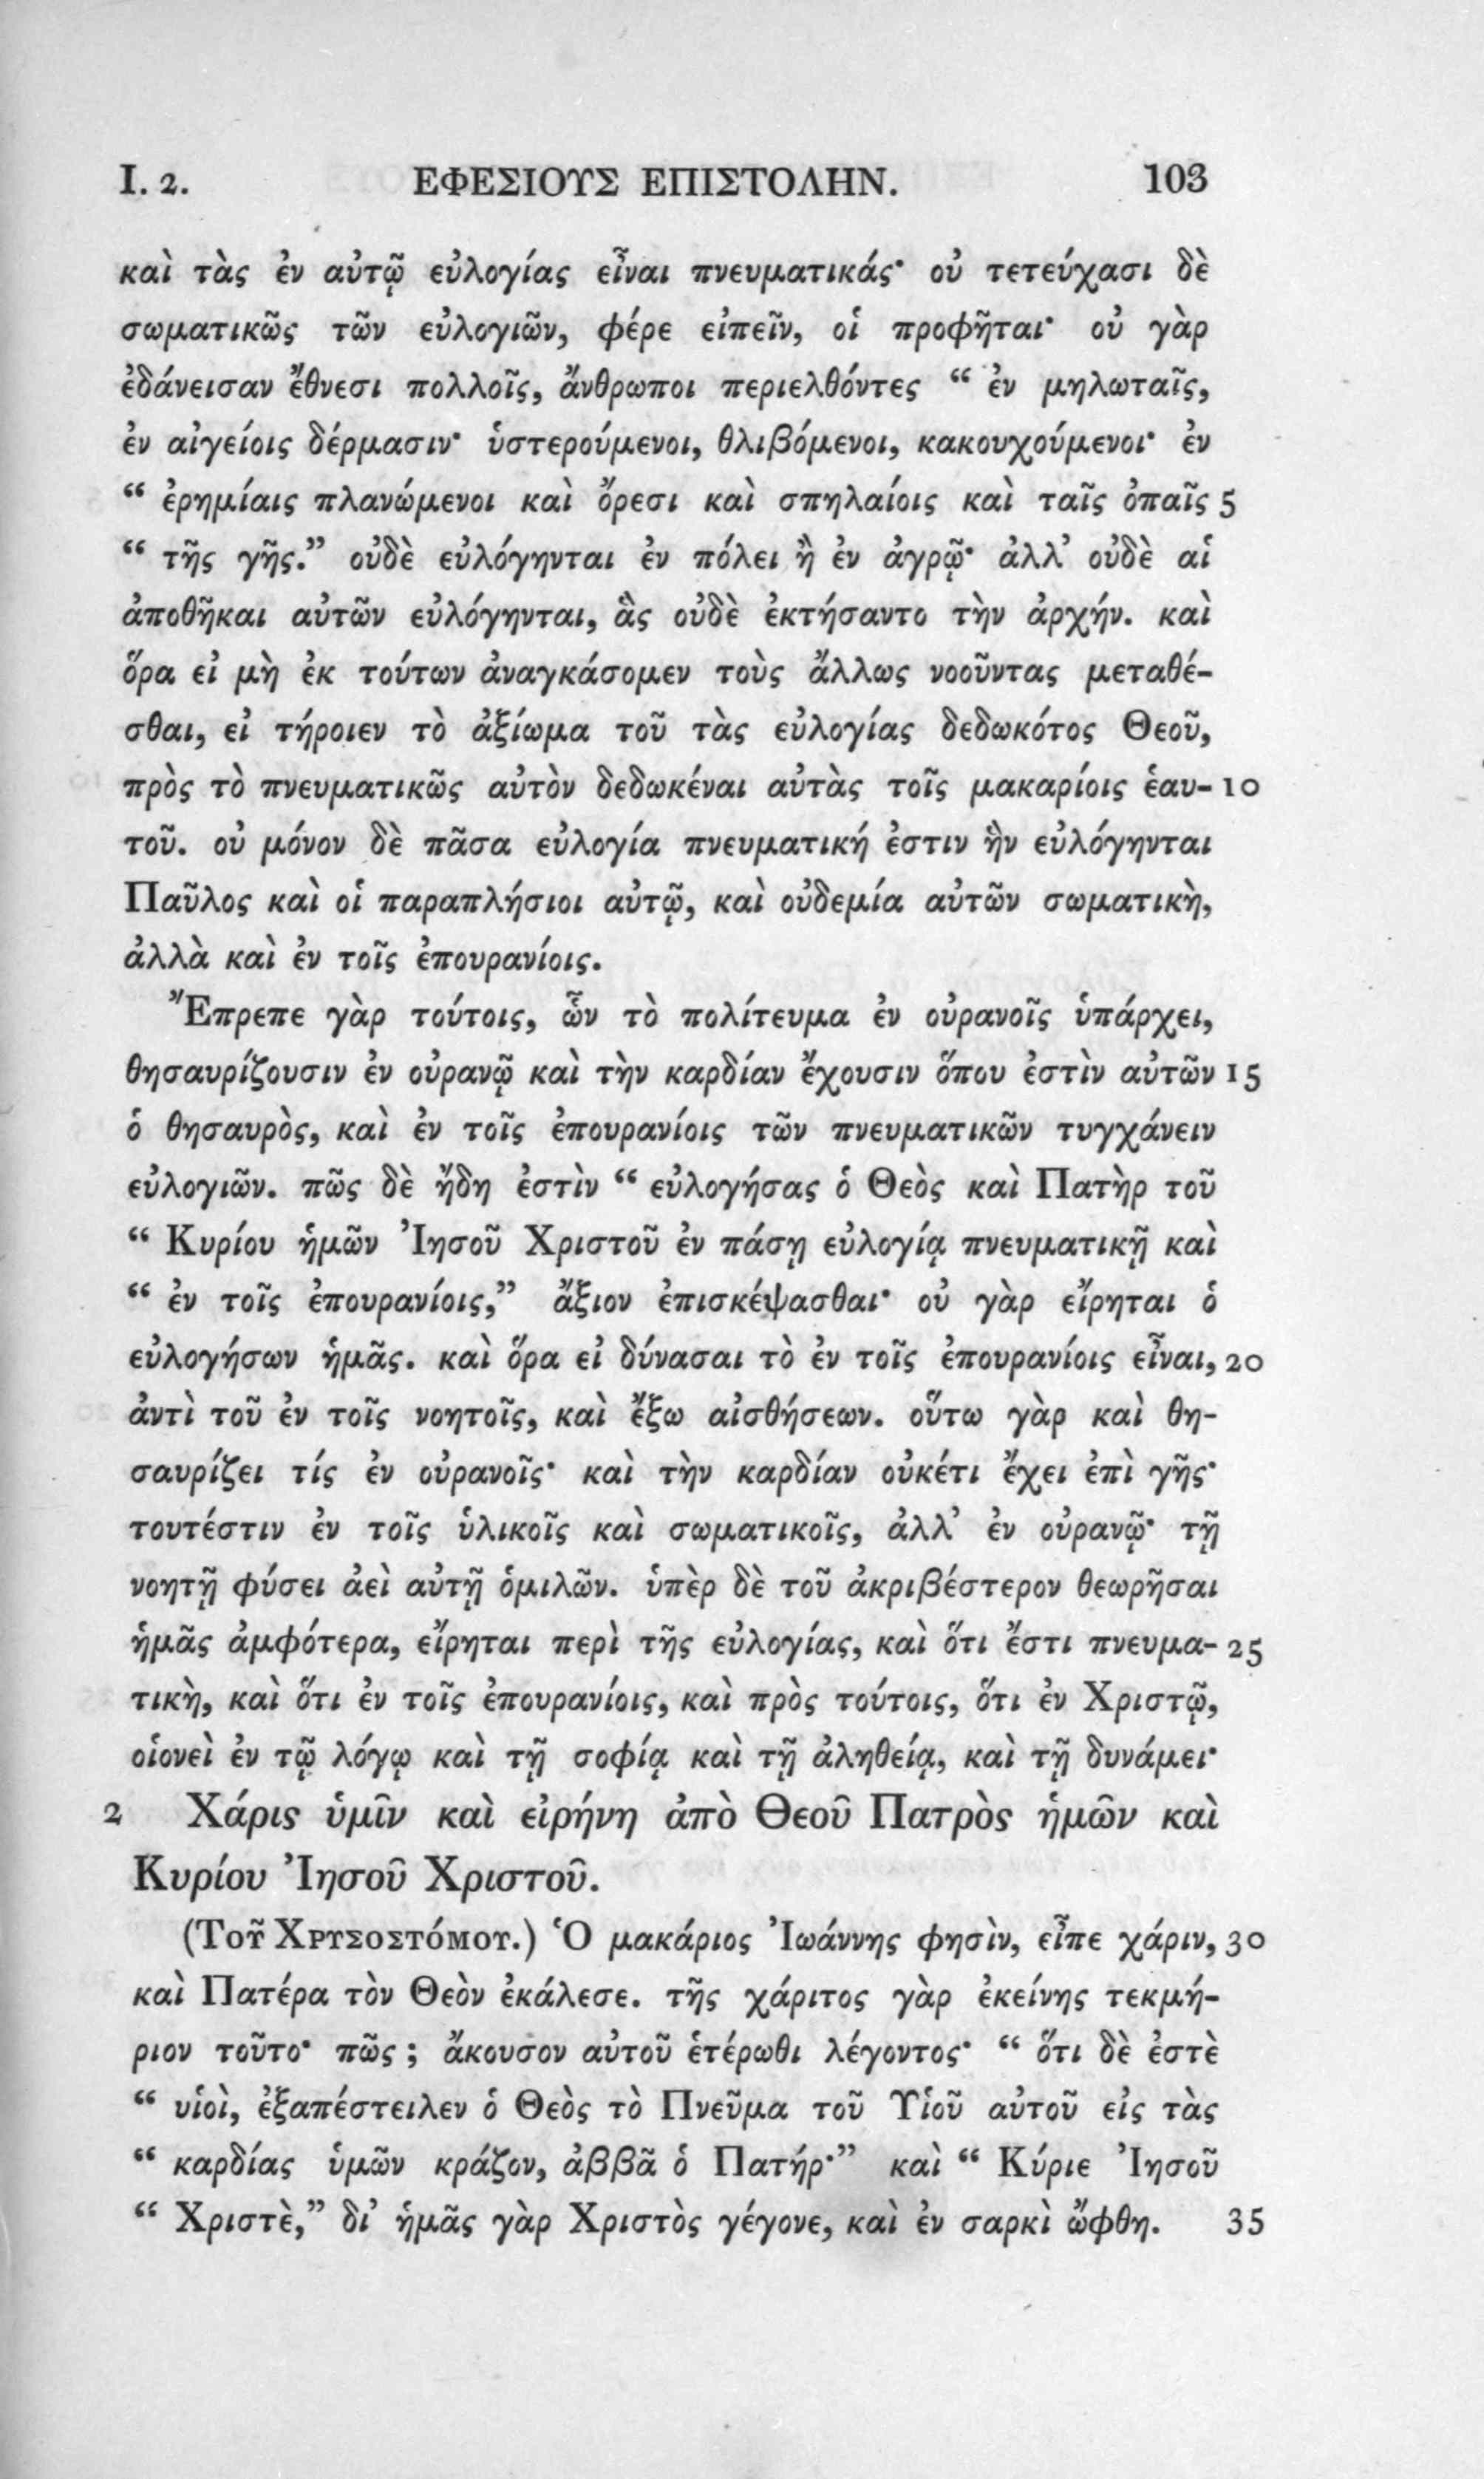 I. 2. ΕΦΕΣΙΟΥΣ ΕΠΙΣΤΟΛΗΝ. 103
καὶ τὰς ἐν αὐτῷ εὐλογίας εἶναι πνευματικάς· οὐ τετεύχασι δὲ
σωματικῶς τῶν εὐλογιῶν, φέρε εἰπεῖν, οἱ προφῆται· οὐ γὰρ
ἐδάνεισαν ἔθνεσι πολλοῖς, ἄνθρωποι περιελθόντες “ ἐν μηλωταῖς,
ἐν αἰγείοις δέρμασιν· ὑστερούμενοι, θλιβόμενοι, κακουχούμενοι· ἐν
“ ἐρημίαις πλανώμενοι καὶ ὄρεσι καὶ σπηλαίοις καὶ ταῖς ὀπαῖς 5
“ τῆς γῆς.” οὐδὲ εὐλόγηνται ἐν πόλει ἢ ἐν ἀγρῷ· ἀλλ’ οὐδὲ αἱ
ἀποθῆκαι αὐτῶν εὐλόγηνται, ἃς οὐδὲ ἐκτήσαντο τὴν ἀρχήν. καὶ
ὅρα εἰ μὴ ἐκ τούτων ἀναγκάσομεν τοὺς ἄλλως νοοῦντας μεταθέ-
σθαι, εἰ τήροιεν τὸ ἀξίωμα τοῦ τὰς εὐλογίας δεδωκότος Θεοῦ,
πρὸς τὸ πνευματικῶς αὐτὸν δεδωκέναι αὐτὰς τοῖς μακαρίοις ἑαυ- 10
τοῦ. οὐ μόνον δὲ πᾶσα εὐλογία πνευματική ἐστιν ἣν εὐλόγηνται
Παῦλος καὶ οἱ παραπλήσιοι αὐτῷ, καὶ οὐδεμία αὐτῶν σωματικὴ,
ἀλλὰ καὶ ἐν τοῖς ἐπουρανίοις.
Ἔπρεπε γὰρ τούτοις, ὧν τὸ πολίτευμα ἐν οὐρανοῖς ὑπάρχει,
θησαυρίζουσιν ἐν οὐρανῷ καὶ τὴν καρδίαν ἔχουσιν ὅπου ἐστὶν αὐτῶν 15
ὁ θησαυρὸς, καὶ ἐν τοῖς ἐπουρανίοις τῶν πνευματικῶν τυγχάνειν
εὐλογιῶν. πῶς δὲ ἤδη ἐστὶν “ εὐλογήσας ὁ Θεὸς καὶ Πατὴρ τοῦ
“ Κυρίου ἡμῶν Ἰησοῦ Χριστοῦ ἐν πάσῃ εὐλογίᾳ πνευματικῇ καὶ
“ ἐν τοῖς ἐπουρανίοις,” ἄξιον ἐπισκέψασθαι· οὐ γὰρ εἴρηται ὁ
εὐλογήσων ἡμᾶς. καὶ ὅρα εἰ δύνασαι τὸ ἐν τοῖς ἐπουρανίοις εἶναι, 20
ἀντὶ τοῦ ἐν τοῖς νοητοῖς, καὶ ἔξω αἰσθήσεων. οὕτω γὰρ καὶ θη-
σαυρίζει τίς ἐν οὐρανοῖς· καὶ τὴν καρδίαν οὐκέτι ἔχει ἐπὶ γῆς·
τουτέστιν ἐν τοῖς ὑλικοῖς καὶ σωματικοῖς, ἀλλ’ ἐν οὐρανῷ· τῇ
νοητῇ φύσει ἀεὶ αὐτῇ ὁμιλῶν. ὑπὲρ δὲ τοῦ ἀκριβέστερον θεωρῆσαι
ἡμᾶς ἀμφότερα, εἴρηται περὶ τῆς εὐλογίας, καὶ ὅτι ἔστι πνευμα- 25
τικὴ, καὶ ὅτι ἐν τοῖς ἐπουρανίοις, καὶ πρὸς τούτοις, ὅτι ἐν Χριστῷ,
οἱονεὶ ἐν τῷ λόγῳ καὶ τῇ σοφίᾳ καὶ τῇ ἀληθείᾳ, καὶ τῇ δυνάμει·
2 Χάρις ὑμῖν καὶ εἰρήνη ἀπὸ Θεοῦ Πατρὸς ἡμῶν καὶ
Κυρίου Ἰησοῦ Χριστοῦ.
(Τοῦ Χρυσοστόμου.) Ὁ μακάριος Ἰωάννης φησὶν, εἶπε χάριν, 30
καὶ Πατέρα τὸν Θεὸν ἐκάλεσε. τῆς χάριτος γὰρ ἐκείνης τεκμή-
ριον τοῦτο· πῶς ; ἄκουσον αὐτοῦ ἑτέρωθι λέγοντος· “ ὅτι δὲ ἐστὲ
“ υἱοὶ, ἐξαπέστειλεν ὁ Θεὸς τὸ Πνεῦμα τοῦ Υἱοῦ αὐτοῦ εἰς τὰς
“ καρδίας ὑμῶν κράζον, ἀββᾶ ὁ Πατήρ·” καὶ “ Κύριε Ἰησοῦ
“ Χριστὲ,” δι’ ἡμᾶς γὰρ Χριστὸς γέγονε, καὶ ἐν σαρκὶ ὤφθη. 35